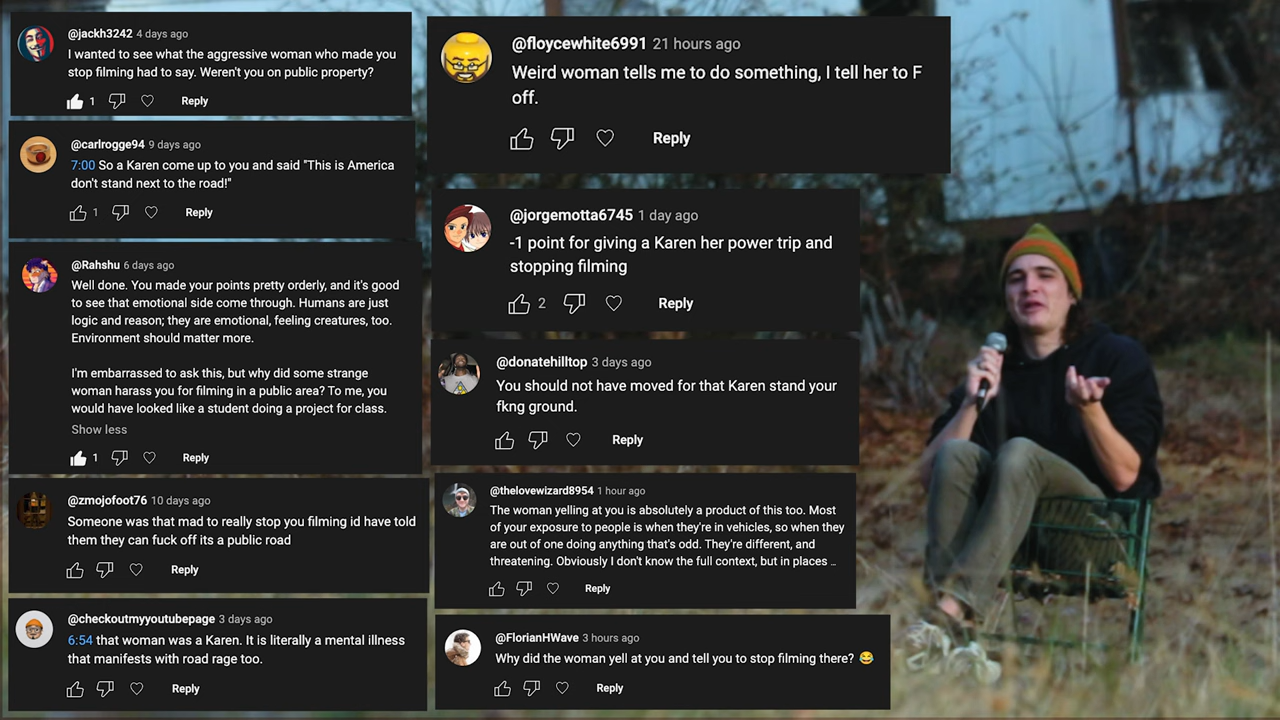 @jackh3242 4 days ago
I wanted to see what the aggressive woman who made you
stop filming had to say. Weren't you on public property?
1 Reply
@carlrogge94 9 days ago
7:00 So a Karen come up to you and said "This is America
don't stand next to the road!"
1 Reply
@Rahshu 6 days ago
Well done. You made your points pretty orderly, and it's good
to see that emotional side come through. Humans are just
logic and reason; they are emotional, feeling creatures, too.
Environment should matter more.
I'm embarrassed to ask this, but why did some strange
woman harass you for filming in a public area? To me, you
would have looked like a student doing a project for class.
Show less
1 Reply
@zmojofoot76 10 days ago
Someone was that mad to really stop you filming id have told
them they can fuck off its a public road
Reply
@checkoutmyyoutubepage 3 days ago
6:54 that woman was a Karen. It is literally a mental illness
that manifests with road rage too.
Reply
@floycewhite6991 21 hours ago
Weird woman tells me to do something, I tell her to F
off.
Reply
@jorgemotta6745 1 day ago
-1 point for giving a Karen her power trip and
stopping filming
2 Reply
@donatehilltop 3 days ago
You should not have moved for that Karen stand your
fkng ground.
Reply
@thelovewizard8954 1 hour ago
The woman yelling at you is absolutely a product of this too. Most
of your exposure to people is when they're in vehicles, so when they
are out of one doing anything that's odd. They're different, and
threatening. Obviously I don't know the full context, but in places ...
Reply
@FlorianHWave 3 hours ago
Why did the woman yell at you and tell you to stop filming there? 😂
Reply